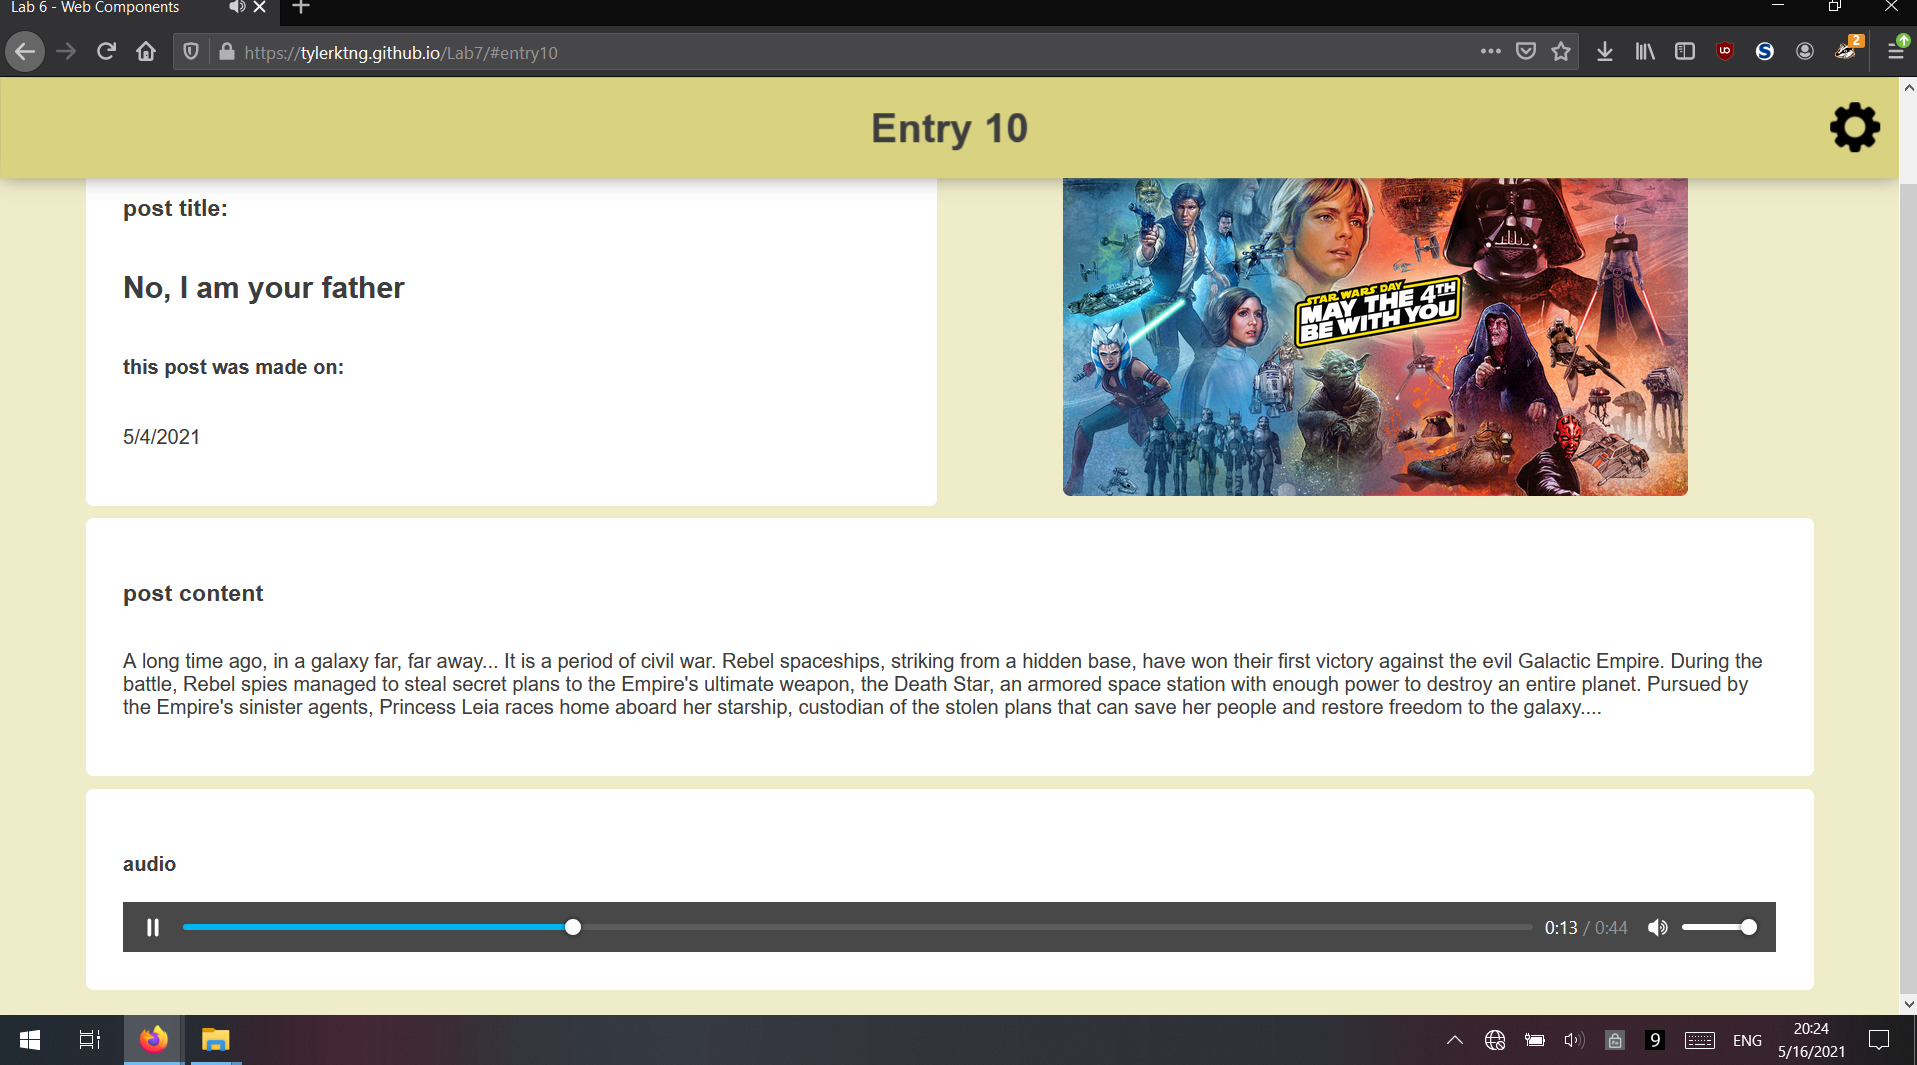 Lab 6 - Web Components
https://tylerktng.github.io/Lab7/#entry10
2
Entry 10
post title:
No, I am your father
this post was made on:
5/4/2021
STAR WARS DAY
MAY THE 4TH
BE WITH YOU
post content
A long time ago, in a galaxy far, far away... It is a period of civil war. Rebel spaceships, striking from a hidden base, have won their first victory against the evil Galactic Empire. During the
battle, Rebel spies managed to steal secret plans to the Empire's ultimate weapon, the Death Star, an armored space station with enough power to destroy an entire planet. Pursued by
the Empire's sinister agents, Princess Leia races home aboard her starship, custodian of the stolen plans that can save her people and restore freedom to the galaxy....
audio
0:13 / 0:44
9
ENG
20:24
5/16/2021